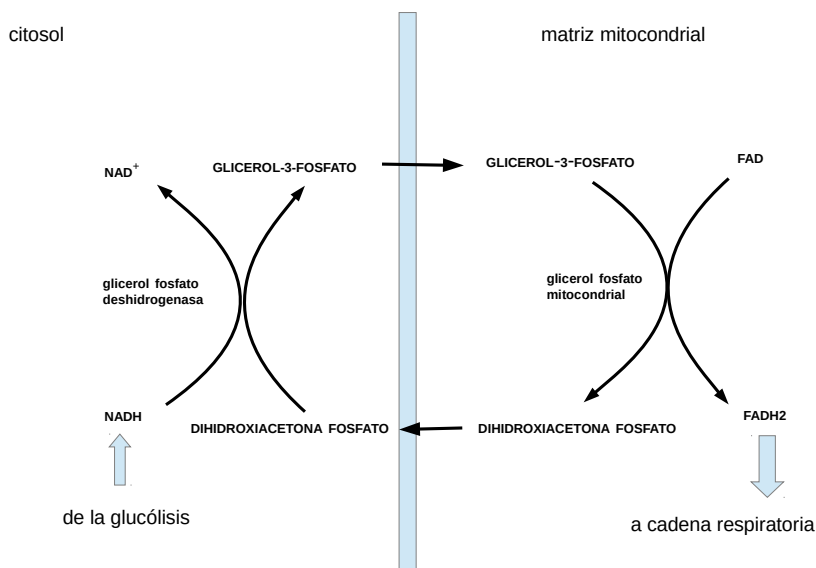 citosol
matriz mitocondrial
NAD+
GLICEROL-3-FOSFATO
GLICEROL-3-FOSFATO
FAD
glicerol fosfato
deshidrogenasa
glicerol fosfato
mitocondrial
NADH
DIHIDROXIACETONA FOSFATO
DIHIDROXIACETONA FOSFATO
FADH2
de la glucólisis
a cadena respiratoria